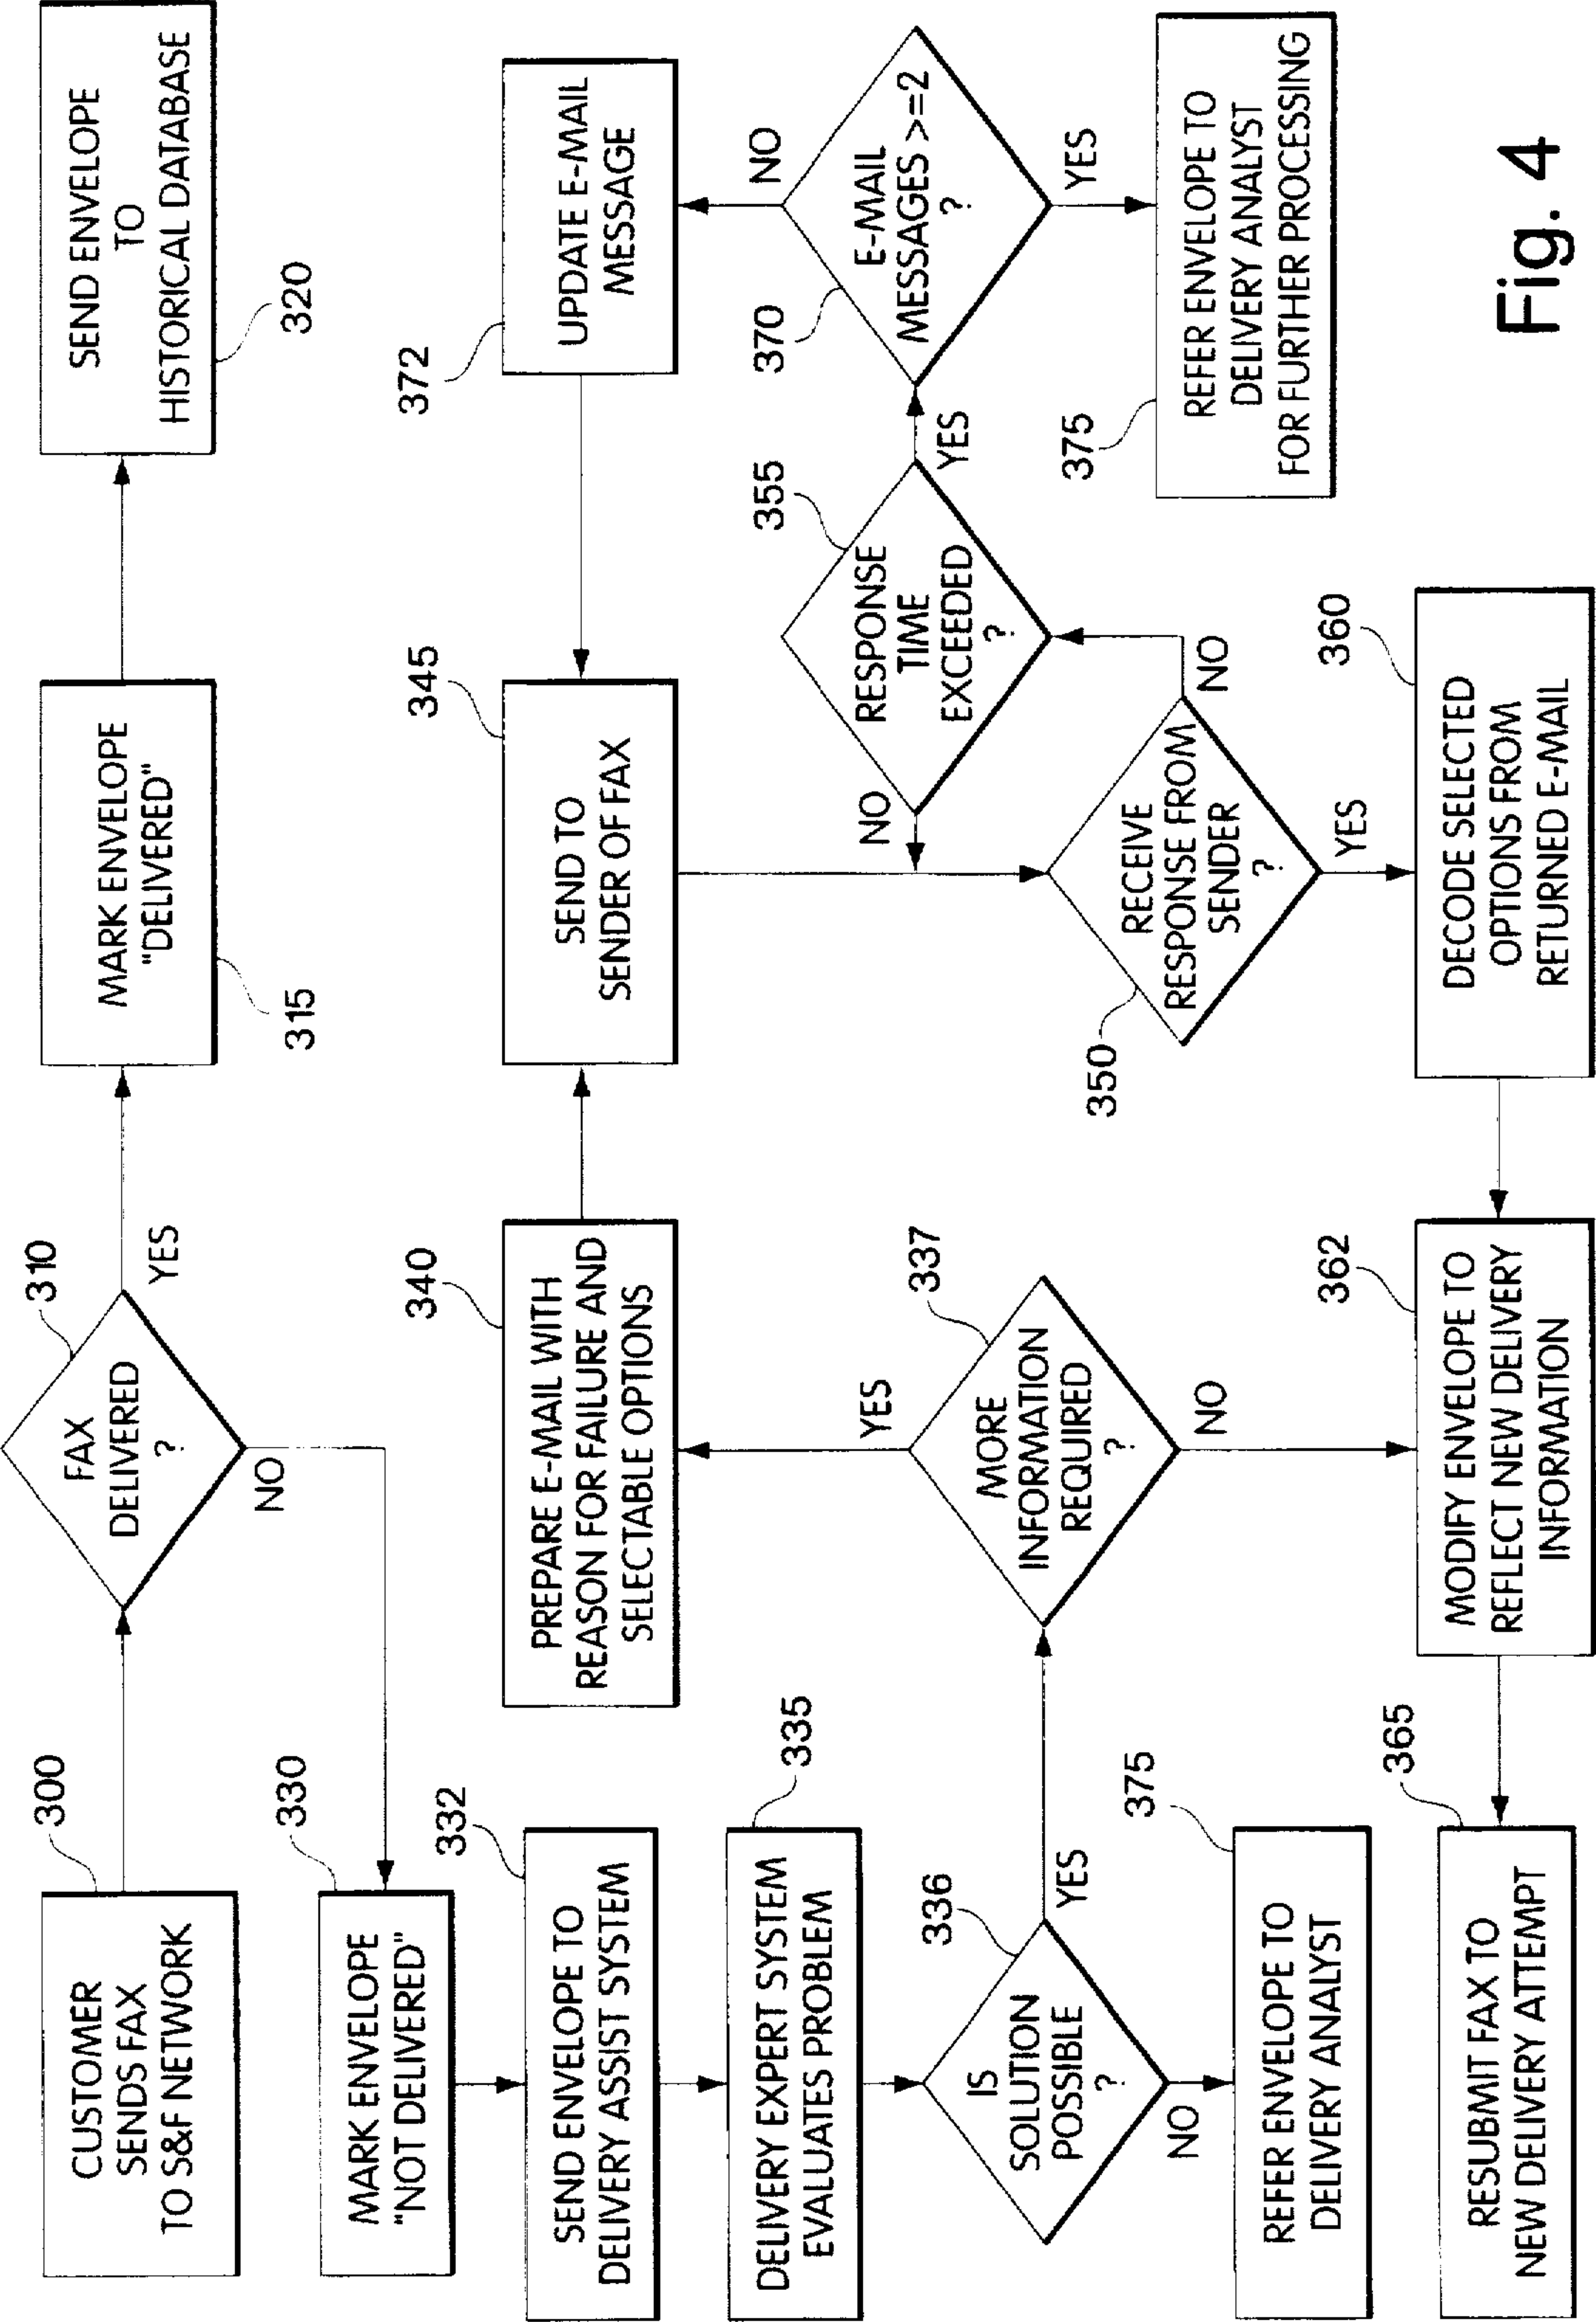 300
CUSTOMER
SENDS FAX
TO S&F NETWORK
310
FAX
DELIVERED
?
YES
NO
MARK ENVELOPE
"DELIVERED"
315
SEND ENVELOPE
TO
HISTORICAL DATABASE
320
330
MARK ENVELOPE
"NOT DELIVERED"
332
SEND ENVELOPE TO
DELIVERY ASSIST SYSTEM
335
DELIVERY EXPERT SYSTEM
EVALUATES PROBLEM
336
IS
SOLUTION
POSSIBLE
?
YES
NO
375
REFER ENVELOPE TO
DELIVERY ANALYST
337
MORE
INFORMATION
REQUIRED
?
YES
NO
340
PREPARE E-MAIL WITH
REASON FOR FAILURE AND
SELECTABLE OPTIONS
345
SEND TO
SENDER OF FAX
350
RECEIVE
RESPONSE FROM
SENDER
?
NO
YES
355
RESPONSE
TIME
EXCEEDED
?
NO
YES
370
E-MAIL
MESSAGES >=2
?
NO
YES
372
UPDATE E-MAIL
MESSAGE
375
REFER ENVELOPE TO
DELIVERY ANALYST
FOR FURTHER PROCESSING
360
DECODE SELECTED
OPTIONS FROM
RETURNED E-MAIL
362
MODIFY ENVELOPE TO
REFLECT NEW DELIVERY
INFORMATION
365
RESUBMIT FAX TO
NEW DELIVERY ATTEMPT
Fig. 4